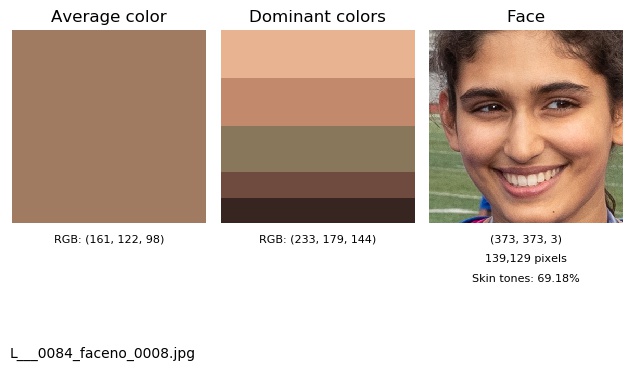 Average color
Dominant colors
Face
RGB: (161, 122, 98)
RGB: (233, 179, 144)
(373, 373, 3)
139,129 pixels
Skin tones: 69.18%
L___0084_faceno_0008.jpg